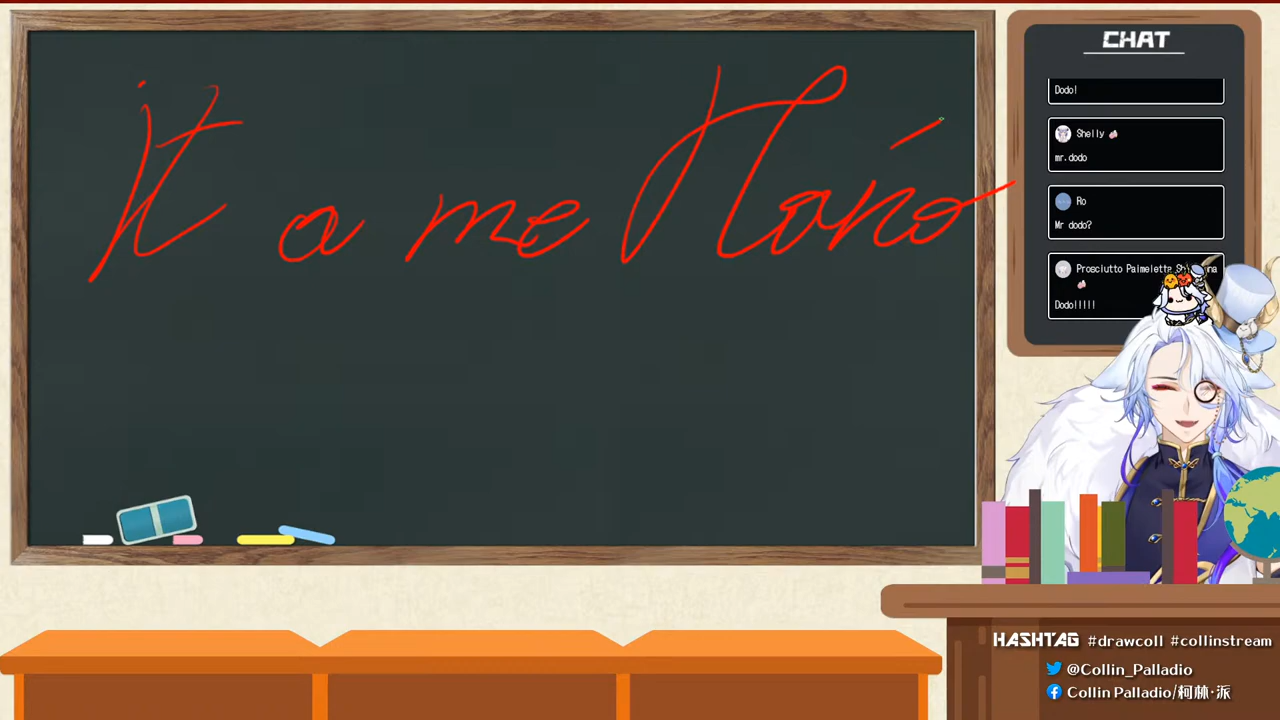 It a me Mario
CHAT
Dodo!
Shelly
mr.dodo
Ro
Mr dodo?
Prosciutto Palmeletta
Dodo!!!!!
HASHTAG #drawcoll #collinstream
@Collin_Palladio
Collin Palladio/柯林·派